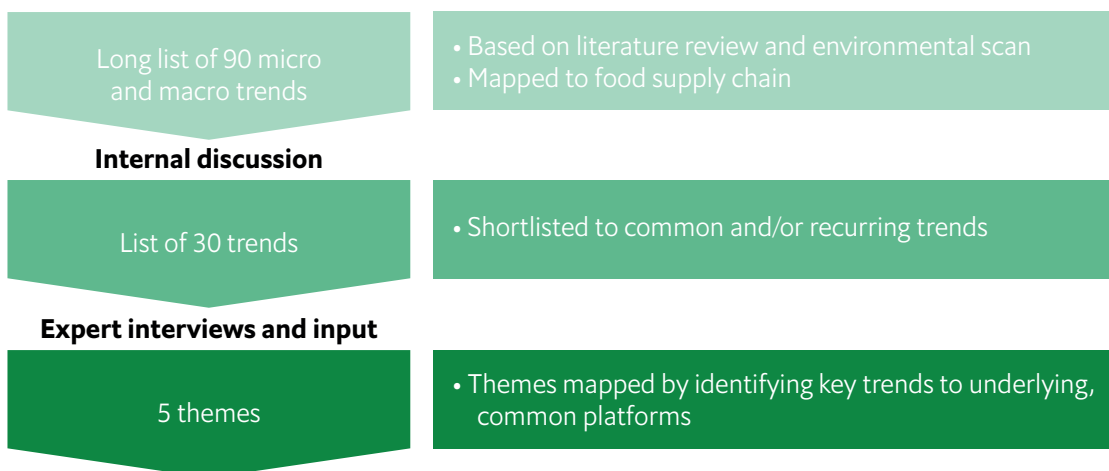 Long list of 90 micro
and macro trends
• Based on literature review and environmental scan
• Mapped to food supply chain
Internal discussion
List of 30 trends
• Shortlisted to common and/or recurring trends
Expert interviews and input
5 themes
• Themes mapped by identifying key trends to underlying,
common platforms